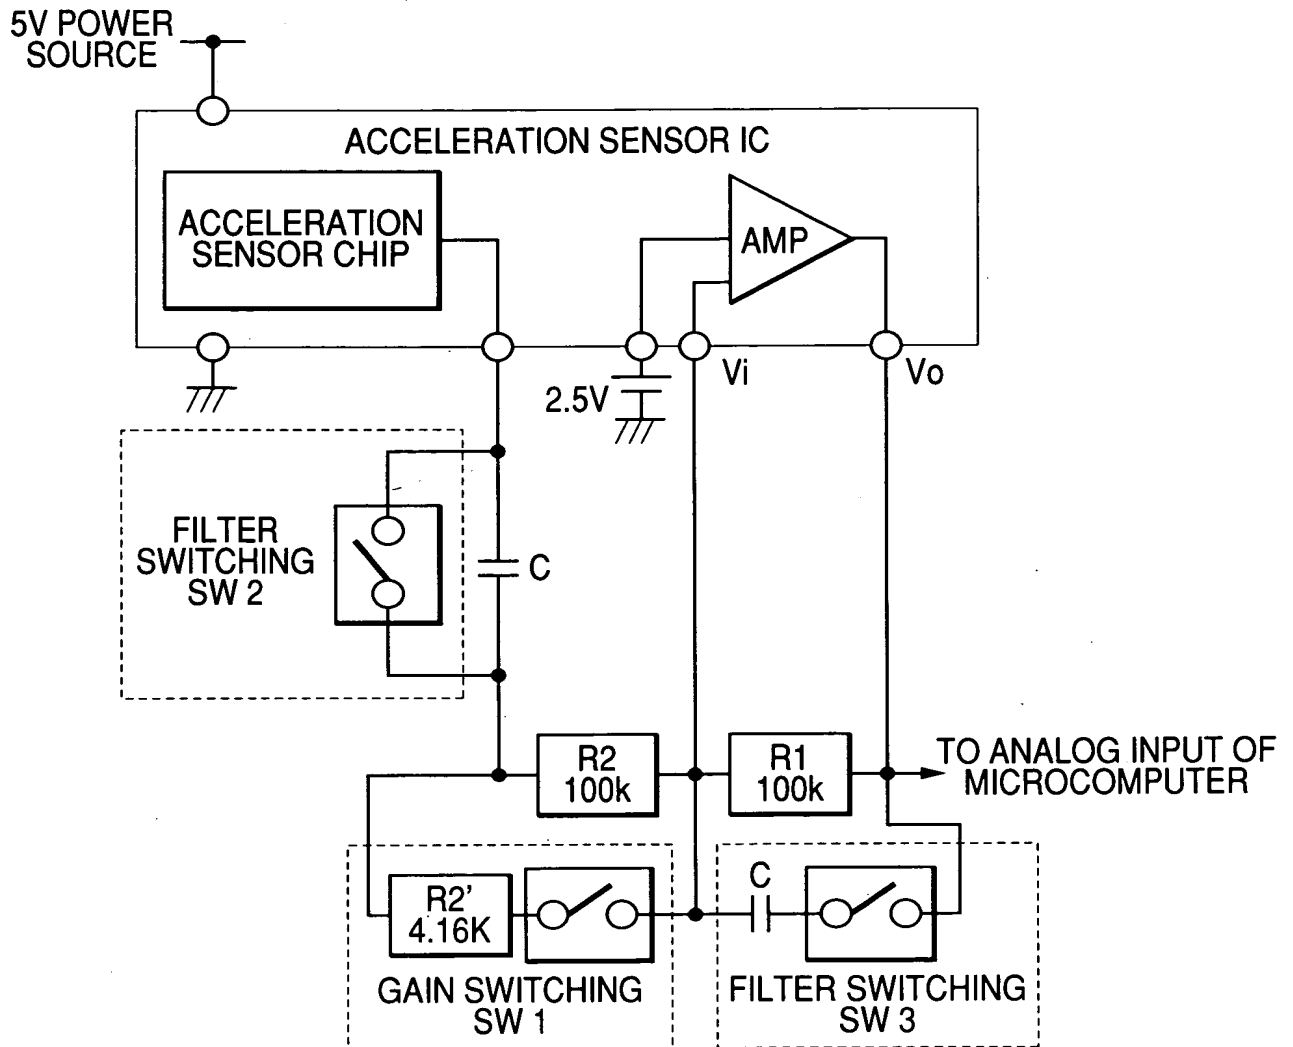 5V POWER
SOURCE
ACCELERATION SENSOR IC
ACCELERATION
SENSOR CHIP
AMP
Vi
Vo
2.5V
FILTER
SWITCHING
SW 2
C
R2
100k
R1
100k
TO ANALOG INPUT OF
MICROCOMPUTER
R2'
4.16K
C
GAIN SWITCHING
SW 1
FILTER SWITCHING
SW 3